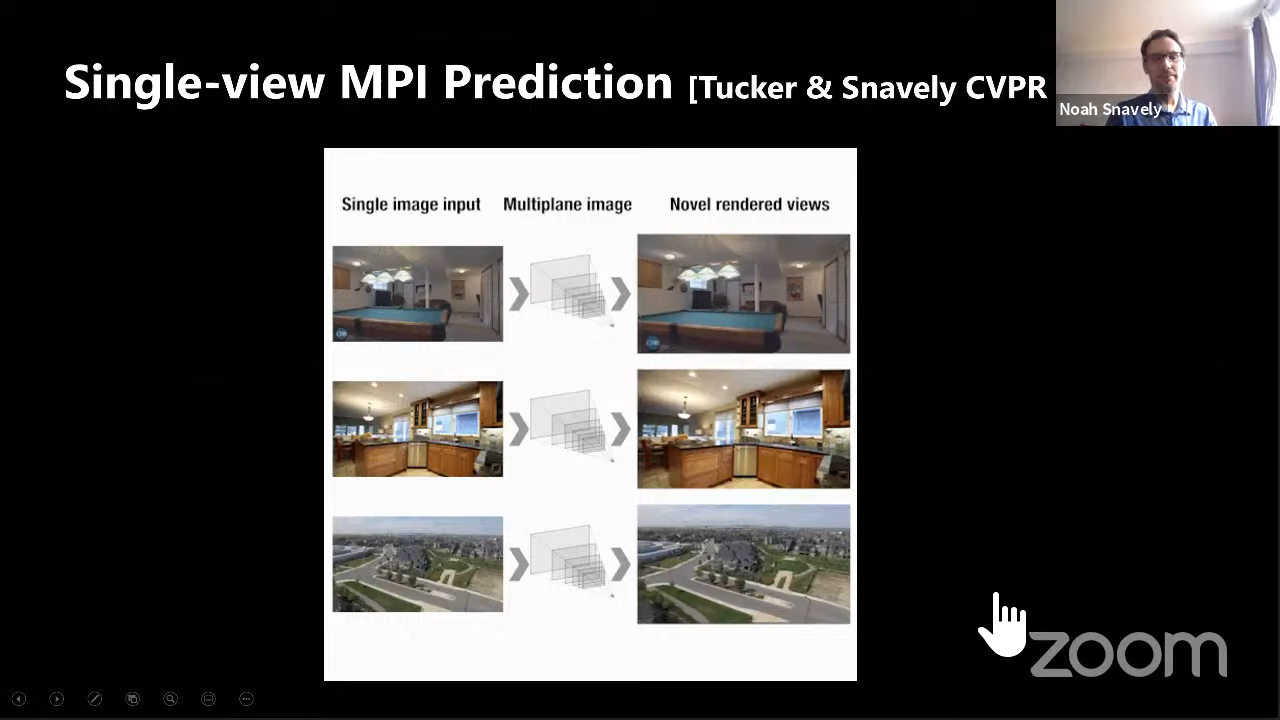 Single-view MPI Prediction [Tucker & Snavely CVPR
Noah Snavely
Single image input
Multiplane image
Novel rendered views
zoom